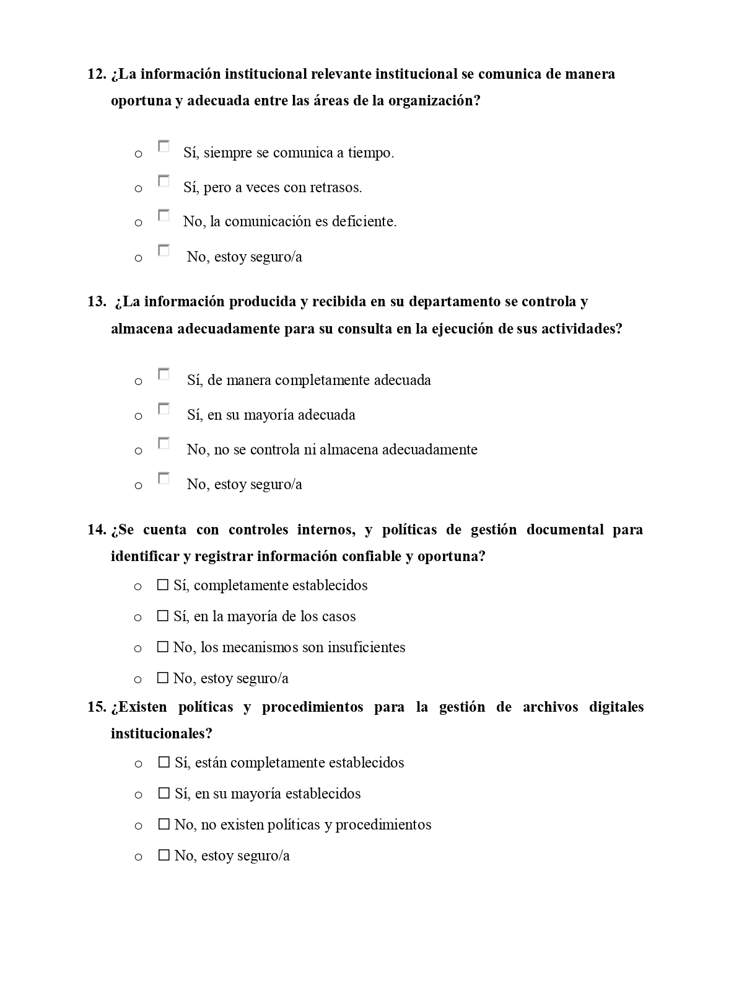 12. ¿La información institucional relevante institucional se comunica de manera
oportuna y adecuada entre las áreas de la organización?
o ☐ Sí, siempre se comunica a tiempo.
o ☐ Sí, pero a veces con retrasos.
o ☐ No, la comunicación es deficiente.
o ☐ No, estoy seguro/a
13. ¿La información producida y recibida en su departamento se controla y
almacena adecuadamente para su consulta en la ejecución de sus actividades?
o ☐ Sí, de manera completamente adecuada
o ☐ Sí, en su mayoría adecuada
o ☐ No, no se controla ni almacena adecuadamente
o ☐ No, estoy seguro/a
14. ¿Se cuenta con controles internos, y políticas de gestión documental para
identificar y registrar información confiable y oportuna?
o ☐ Sí, completamente establecidos
o ☐ Sí, en la mayoría de los casos
o ☐ No, los mecanismos son insuficientes
o ☐ No, estoy seguro/a
15. ¿Existen políticas y procedimientos para la gestión de archivos digitales
institucionales?
o ☐ Sí, están completamente establecidos
o ☐ Sí, en su mayoría establecidos
o ☐ No, no existen políticas y procedimientos
o ☐ No, estoy seguro/a